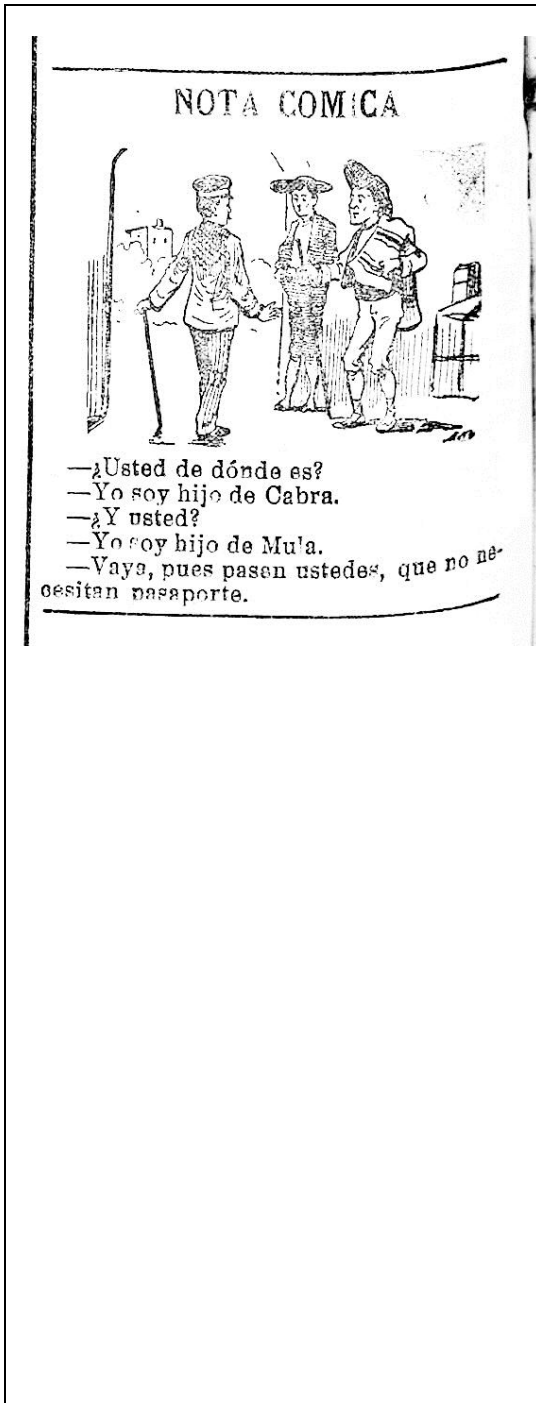 NOTA COMICA
—¿Usted de dónde es?
—Yo soy hijo de Cabra.
—¿Y usted?
—Yo soy hijo de Mula.
—Vaya, pues pasen ustedes, que no ne-
cesitan pasaporte.